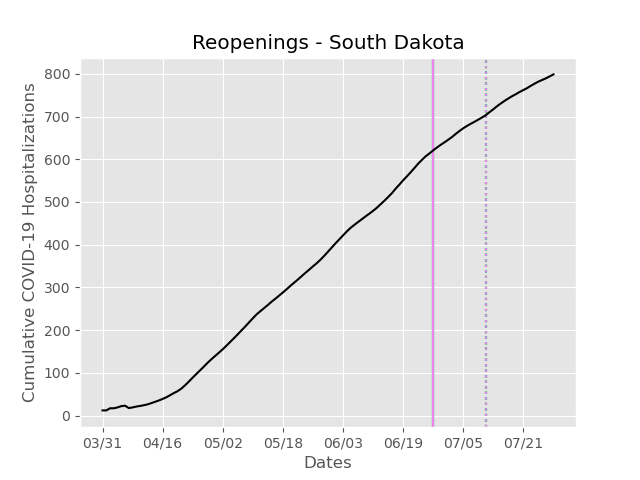 Reopenings - South Dakota
Cumulative COVID-19 Hospitalizations
800
700
600
500
400
300
200
100
0
03/31 04/16 05/02 05/18 06/03 06/19 07/05 07/21
Dates